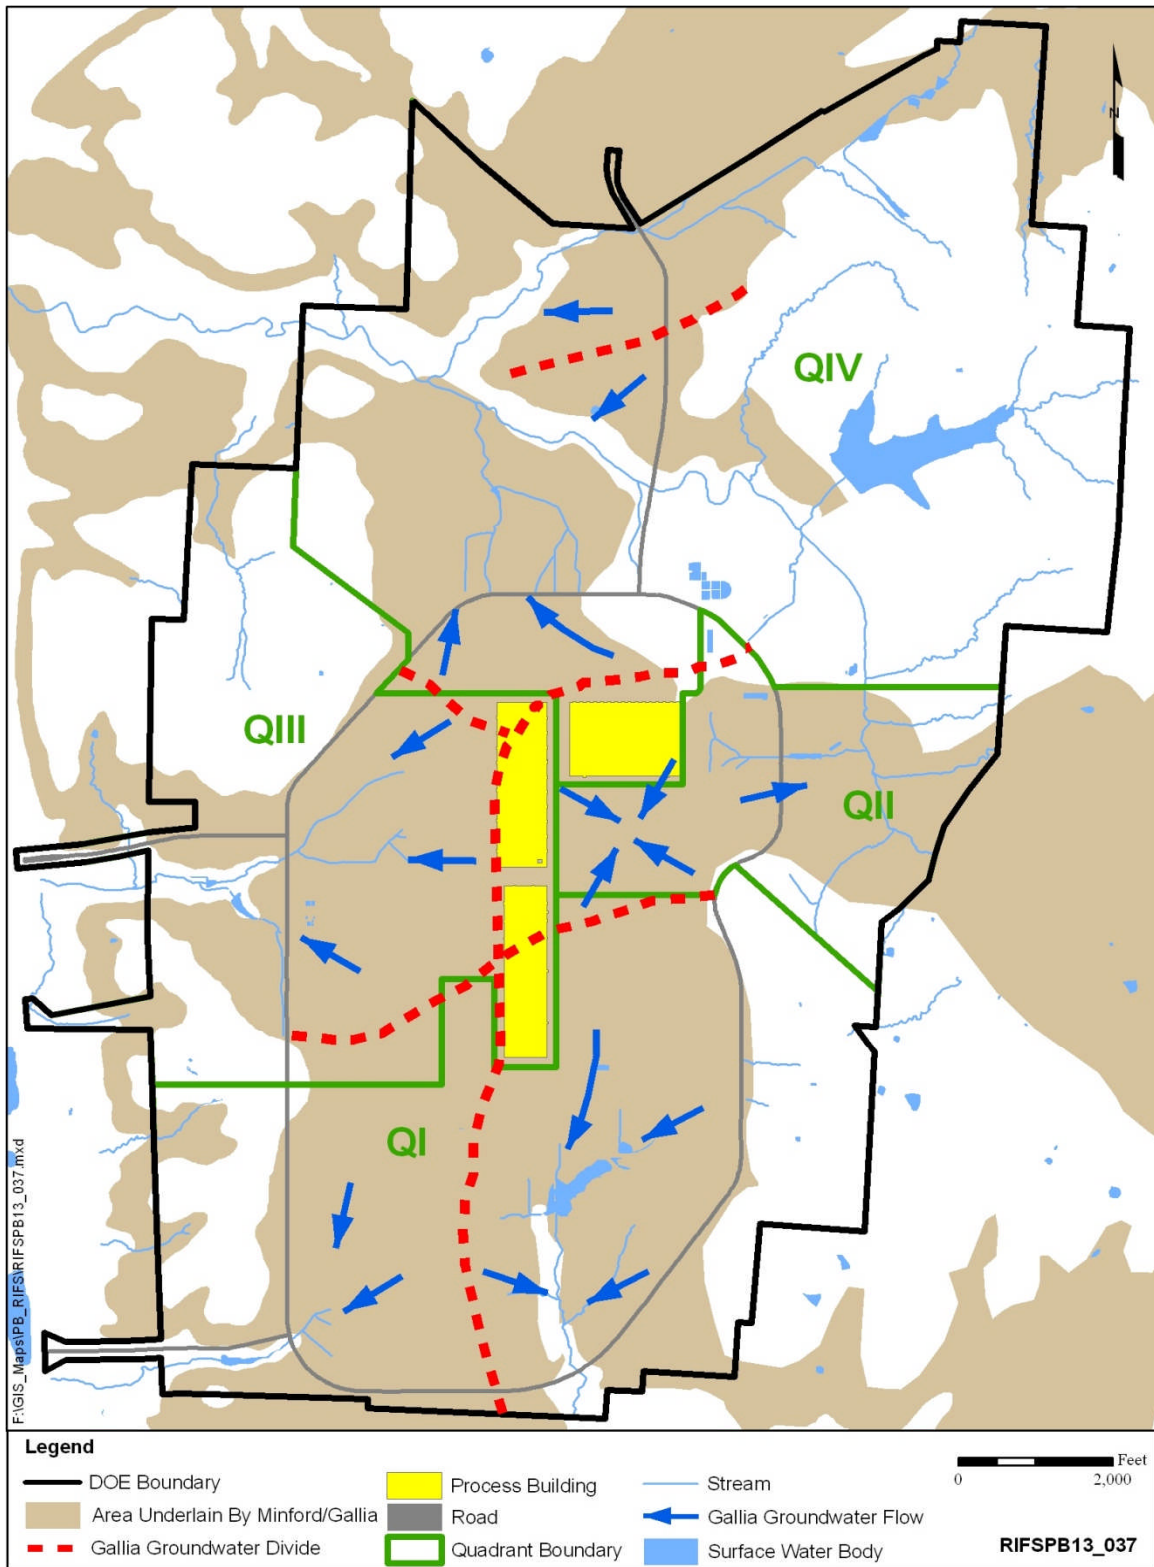 N
QIV
QIII
QII
QI
F:\GIS_Maps\PB_RIFS\RIFSPB13_037.mxd
Legend
DOE Boundary
Area Underlain By Minford/Gallia
Gallia Groundwater Divide
Process Building
Road
Quadrant Boundary
Stream
Gallia Groundwater Flow
Surface Water Body
Feet
0 2,000
RIFSPB13_037